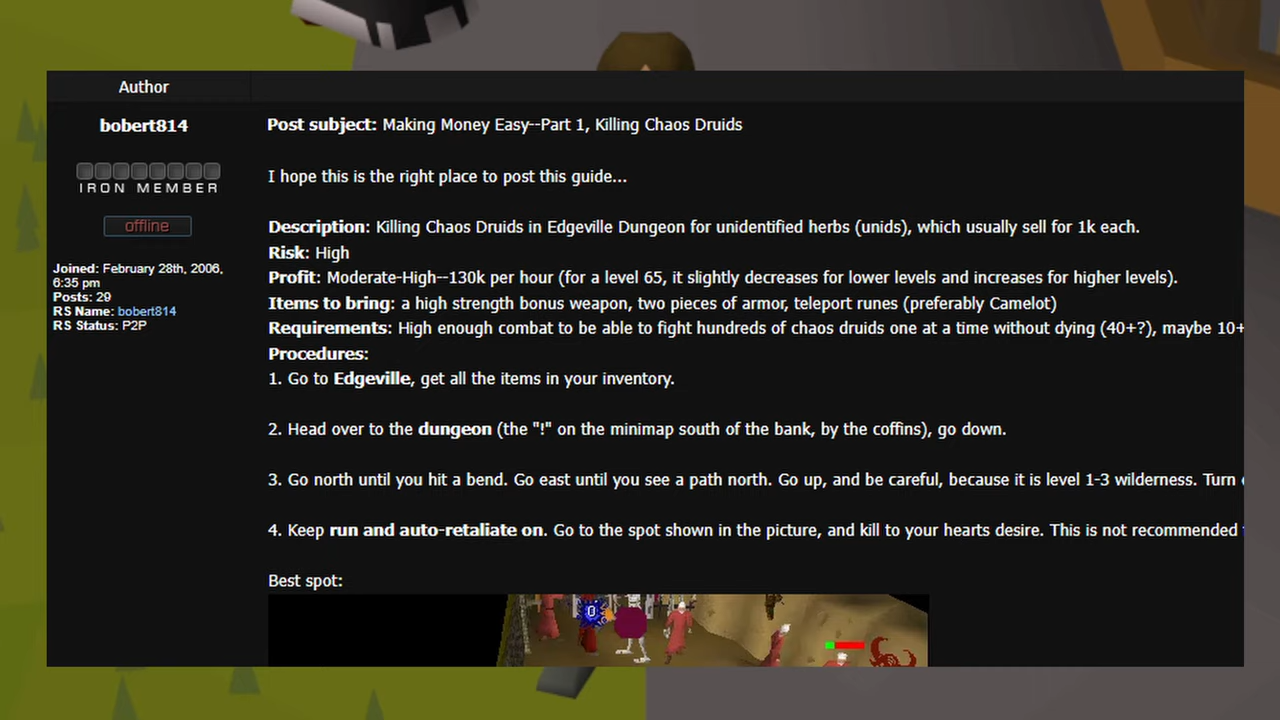 Author
bobert814
IRON MEMBER
offline
Joined: February 28th, 2006,
6:35 pm
Posts: 29
RS Name: bobert814
RS Status: P2P
Post subject: Making Money Easy--Part 1, Killing Chaos Druids
I hope this is the right place to post this guide...
Description: Killing Chaos Druids in Edgeville Dungeon for unidentified herbs (unids), which usually sell for 1k each.
Risk: High
Profit: Moderate-High--130k per hour (for a level 65, it slightly decreases for lower levels and increases for higher levels).
Items to bring: a high strength bonus weapon, two pieces of armor, teleport runes (preferably Camelot)
Requirements: High enough combat to be able to fight hundreds of chaos druids one at a time without dying (40+?), maybe 10+
Procedures:
1. Go to Edgeville, get all the items in your inventory.
2. Head over to the dungeon (the "!" on the minimap south of the bank, by the coffins), go down.
3. Go north until you hit a bend. Go east until you see a path north. Go up, and be careful, because it is level 1-3 wilderness. Turn
4. Keep run and auto-retaliate on. Go to the spot shown in the picture, and kill to your hearts desire. This is not recommended
Best spot:
0